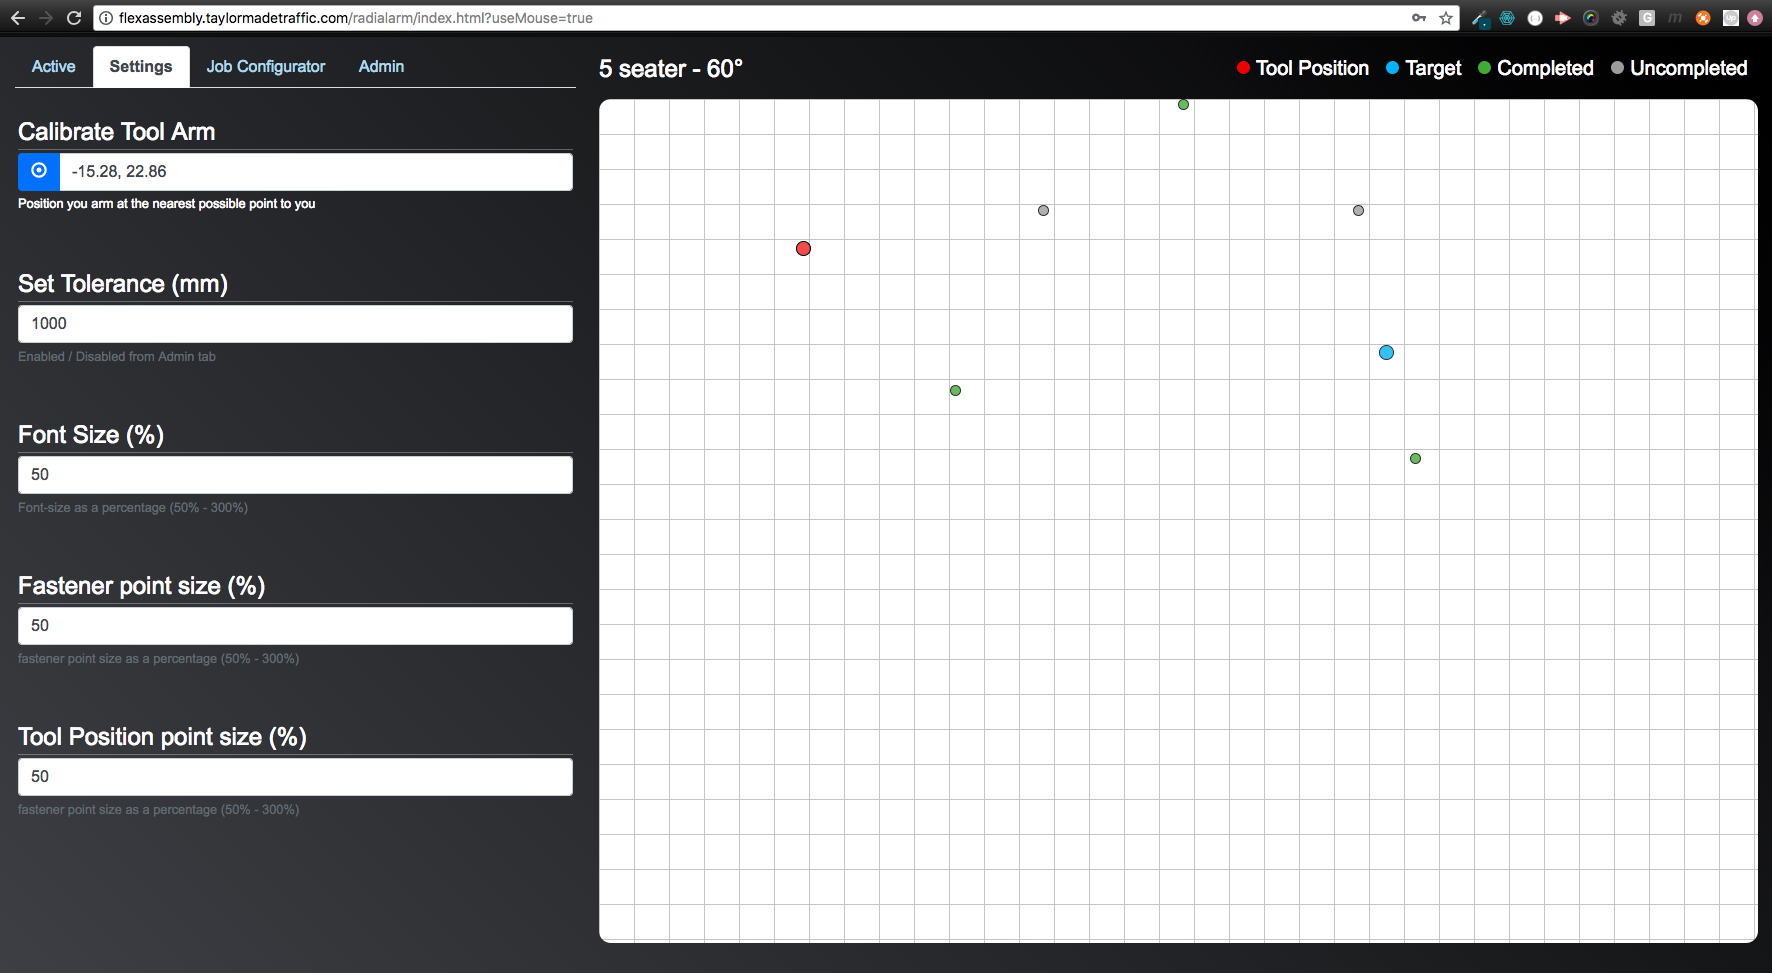 flexassembly.taylormadetraffic.com/radialarm/index.html?useMouse=true
Active Settings Job Configurator Admin
5 seater - 60°
Tool Position Target Completed Uncompleted
Calibrate Tool Arm
-15.28, 22.86
Position you arm at the nearest possible point to you
Set Tolerance (mm)
1000
Enabled / Disabled from Admin tab
Font Size (%)
50
Font-size as a percentage (50% - 300%)
Fastener point size (%)
50
fastener point size as a percentage (50% - 300%)
Tool Position point size (%)
50
fastener point size as a percentage (50% - 300%)